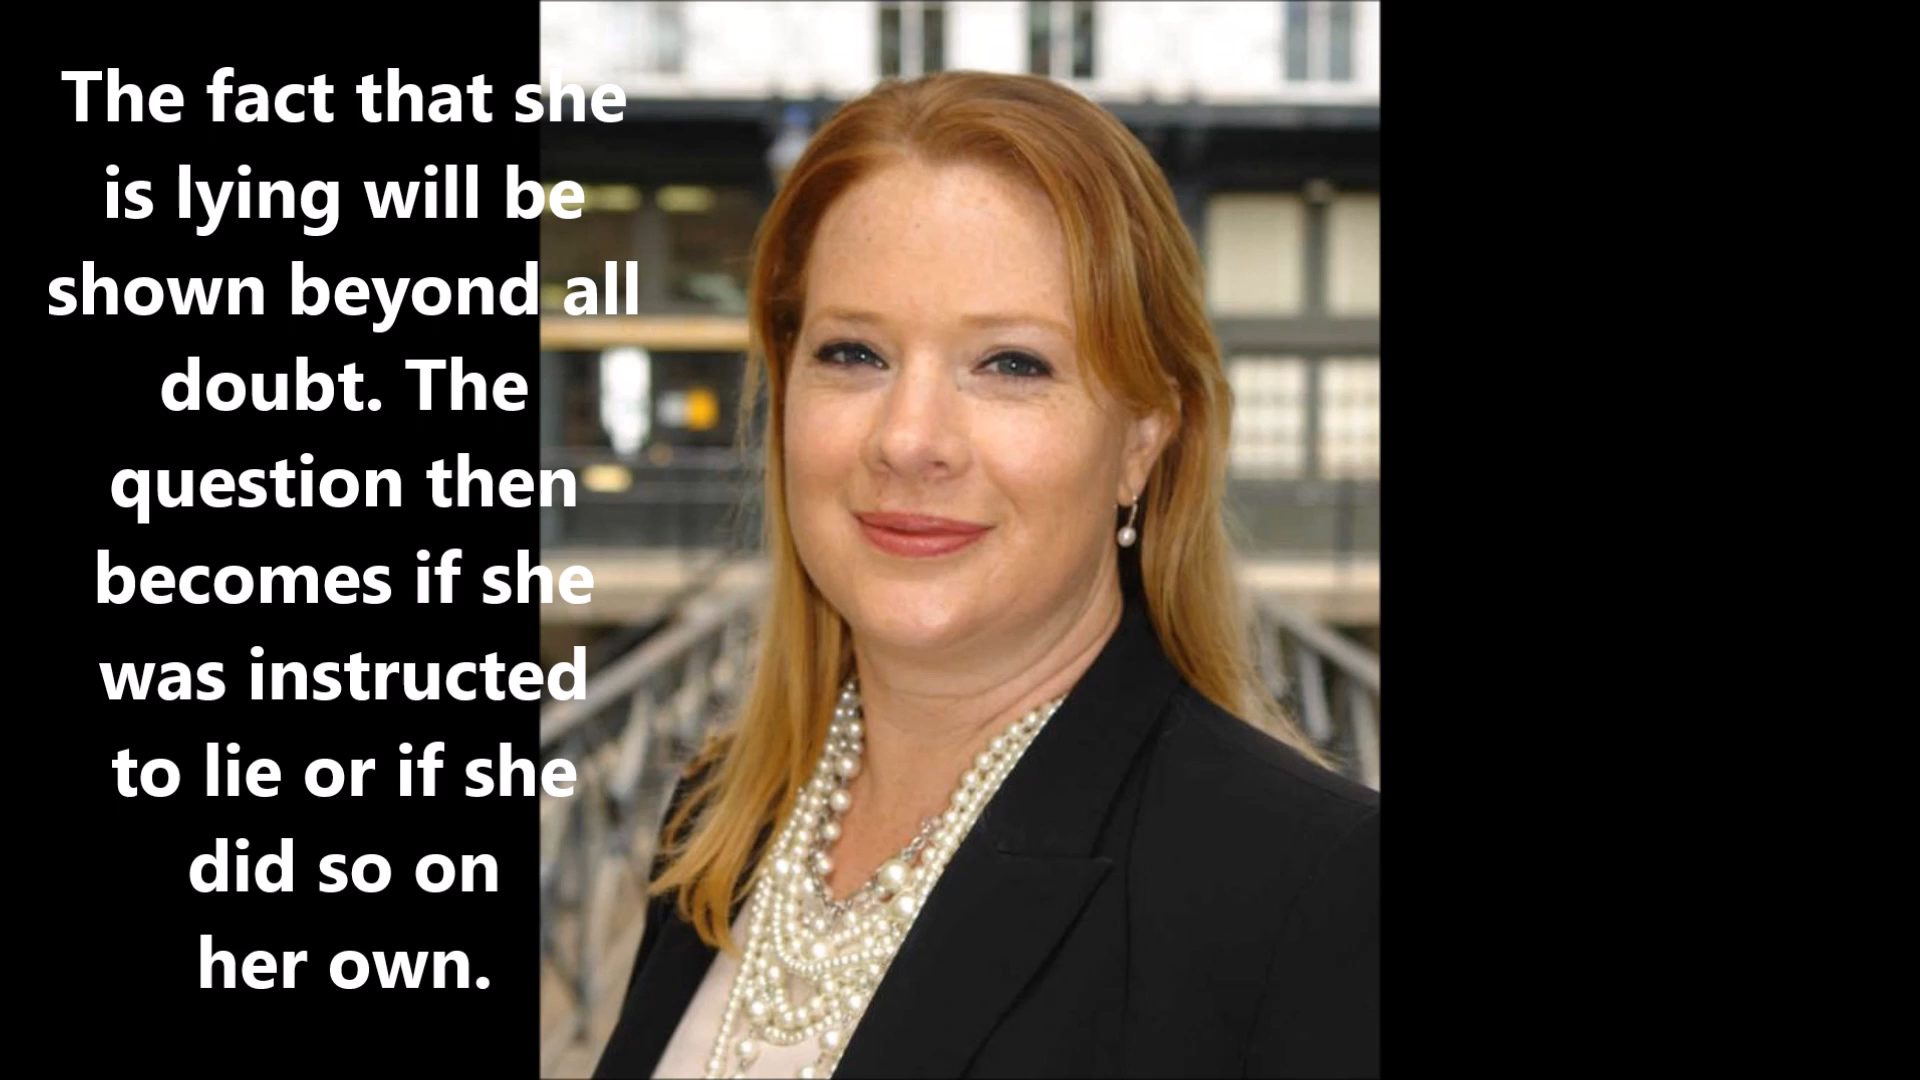 The fact that she
is lying will be
shown beyond all
doubt. The
question then
becomes if she
was instructed
to lie or if she
did so on
her own.